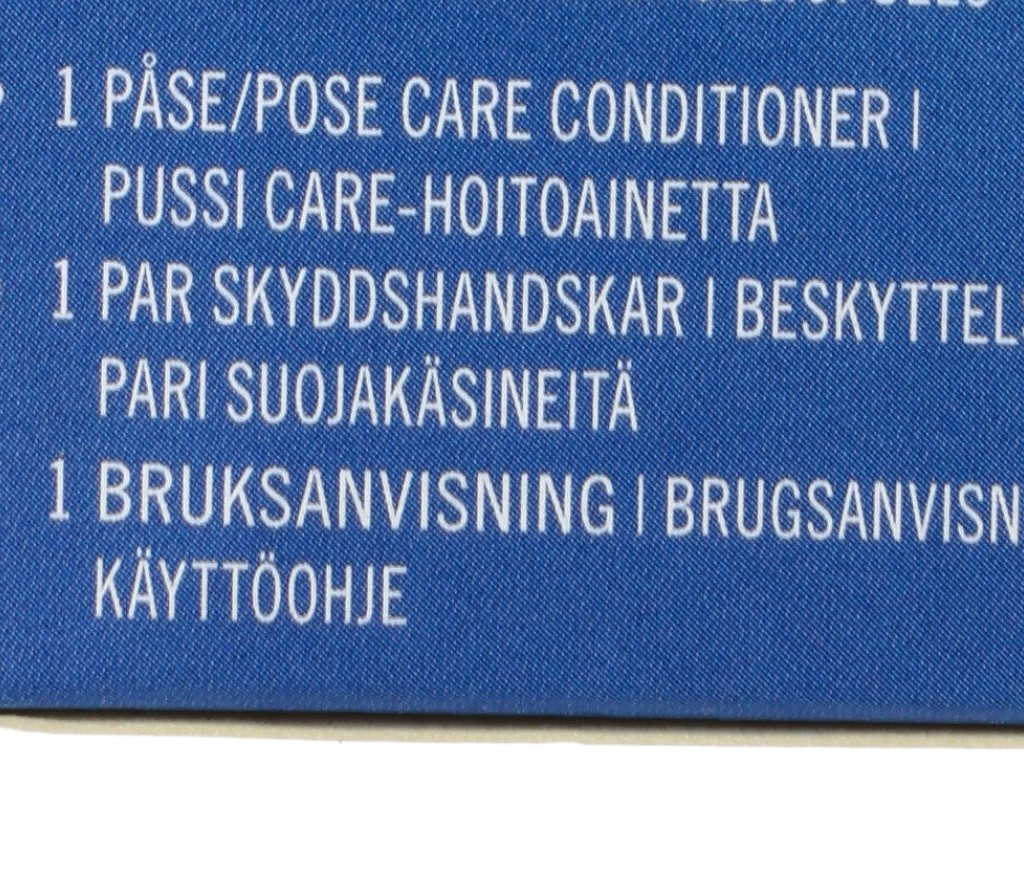 1 PÅSE/POSE CARE CONDITIONER |
PUSSI CARE-HOITOAINETTA
1 PAR SKYDDSHANDSKAR | BESKYTTEL
PARI SUOJAKÄSINEITÄ
1 BRUKSANVISNING | BRUGSANVISN
KÄYTTÖOHJE